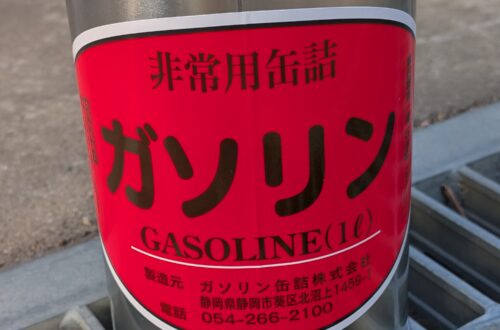 非常用缶詰
ガソリン
GASOLINE(1ℓ)
製造元 ガソリン缶詰株式会社
静岡県静岡市葵区北沼上1459-1
電話 054-266-2100